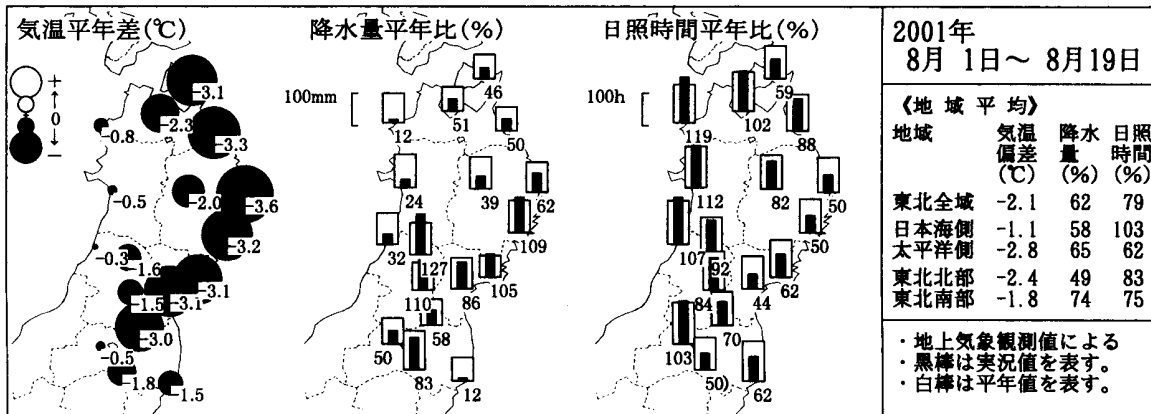 気温平年差(℃)
+
↑
0
↓
−
-3.1
-2.3
-0.8
-3.3
-2.0
-0.5
-3.6
-3.2
-0.3
-1.6
-3.1
-1.5
-3.1
-3.0
-0.5
-1.8
-1.5
降水量平年比(%)
100mm
46
51
12
50
24
39
62
109
32
127
105
110
86
58
50
83
12
日照時間平年比(%)
100h
59
102
119
88
112
82
50
50
107
92
62
84
44
70
103
50)
62
2001年
8月 1日～ 8月19日
《地 域 平 均》
地域 気温 降水 日照
偏差 量 時間
(℃) (%) (%)
東北全域 -2.1 62 79
日本海側 -1.1 58 103
太平洋側 -2.8 65 62
東北北部 -2.4 49 83
東北南部 -1.8 74 75
・地上気象観測値による
・黒棒は実況値を表す。
・白棒は平年値を表す。